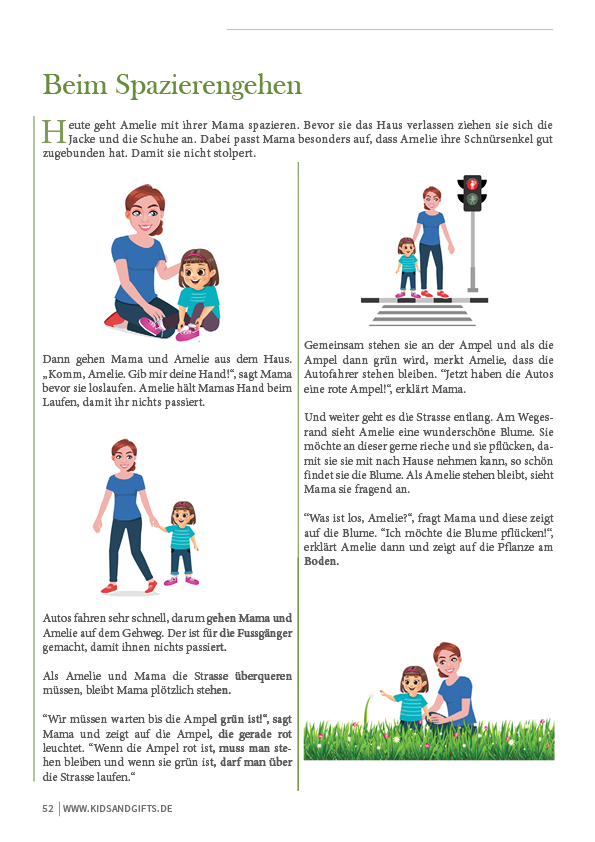 Beim Spazierengehen
Heute geht Amelie mit ihrer Mama spazieren. Bevor sie das Haus verlassen ziehen sie sich die
Jacke und die Schuhe an. Dabei passt Mama besonders auf, dass Amelie ihre Schnürsenkel gut
zugebunden hat. Damit sie nicht stolpert.
Dann gehen Mama und Amelie aus dem Haus.
„Komm, Amelie. Gib mir deine Hand!“, sagt Mama
bevor sie loslaufen. Amelie hält Mamas Hand beim
Laufen, damit ihr nichts passiert.
Autos fahren sehr schnell, darum gehen Mama und
Amelie auf dem Gehweg. Der ist für die Fussgänger
gemacht, damit ihnen nichts passiert.
Als Amelie und Mama die Strasse überqueren
müssen, bleibt Mama plötzlich stehen.
“Wir müssen warten bis die Ampel grün ist!“, sagt
Mama und zeigt auf die Ampel, die gerade rot
leuchtet. “Wenn die Ampel rot ist, muss man ste-
hen bleiben und wenn sie grün ist, darf man über
die Strasse laufen.“
Gemeinsam stehen sie an der Ampel und als die
Ampel dann grün wird, merkt Amelie, dass die
Autofahrer stehen bleiben. “Jetzt haben die Autos
eine rote Ampel!“, erklärt Mama.
Und weiter geht es die Strasse entlang. Am Weges-
rand sieht Amelie eine wunderschöne Blume. Sie
möchte an dieser gerne rieche und sie pflücken, da-
mit sie sie mit nach Hause nehmen kann, so schön
findet sie die Blume. Als Amelie stehen bleibt, sieht
Mama sie fragend an.
“Was ist los, Amelie?“, fragt Mama und diese zeigt
auf die Blume. “Ich möchte die Blume pflücken!“,
erklärt Amelie dann und zeigt auf die Pflanze am
Boden.
52 | WWW.KIDSANDGIFTS.DE